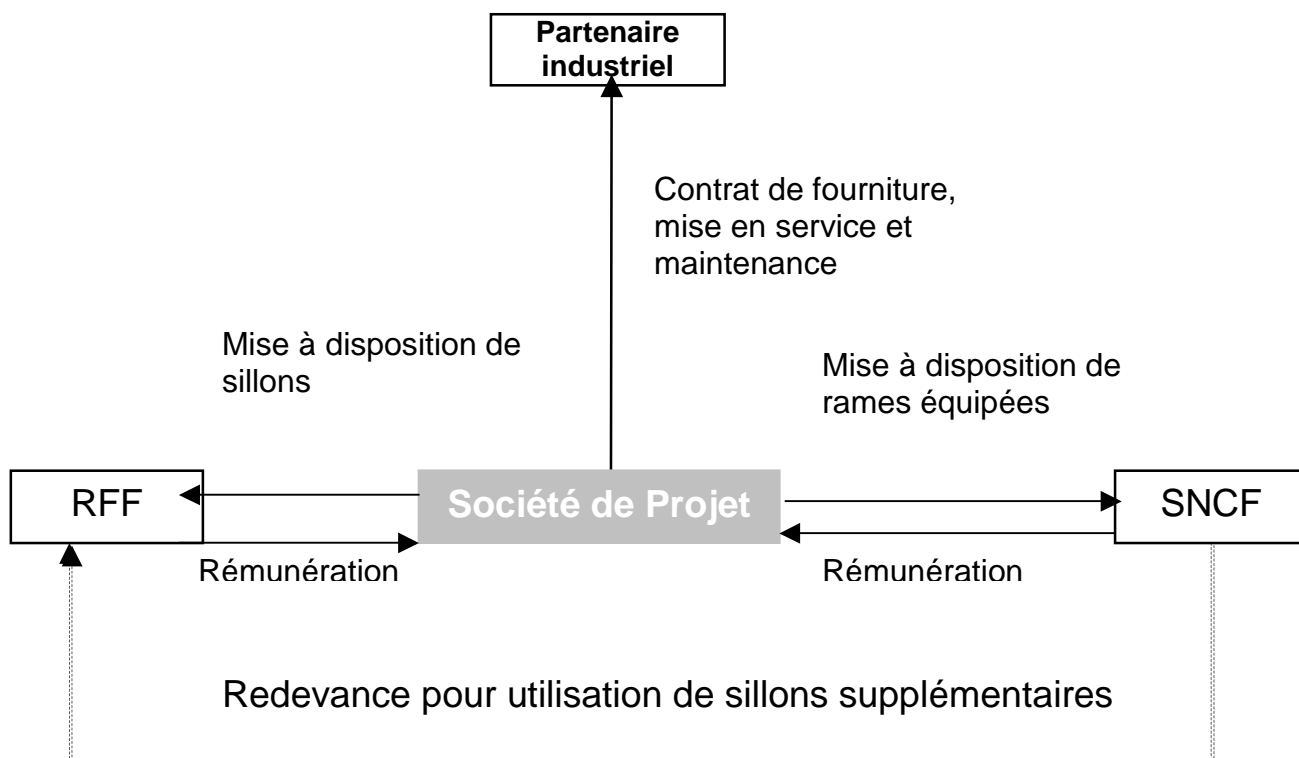 Partenaire
industriel
Contrat de fourniture,
mise en service et
maintenance
Mise à disposition de
sillons
Mise à disposition de
rames équipées
RFF
Société de Projet
SNCF
Rémunération
Rémunération
Redevance pour utilisation de sillons supplémentaires